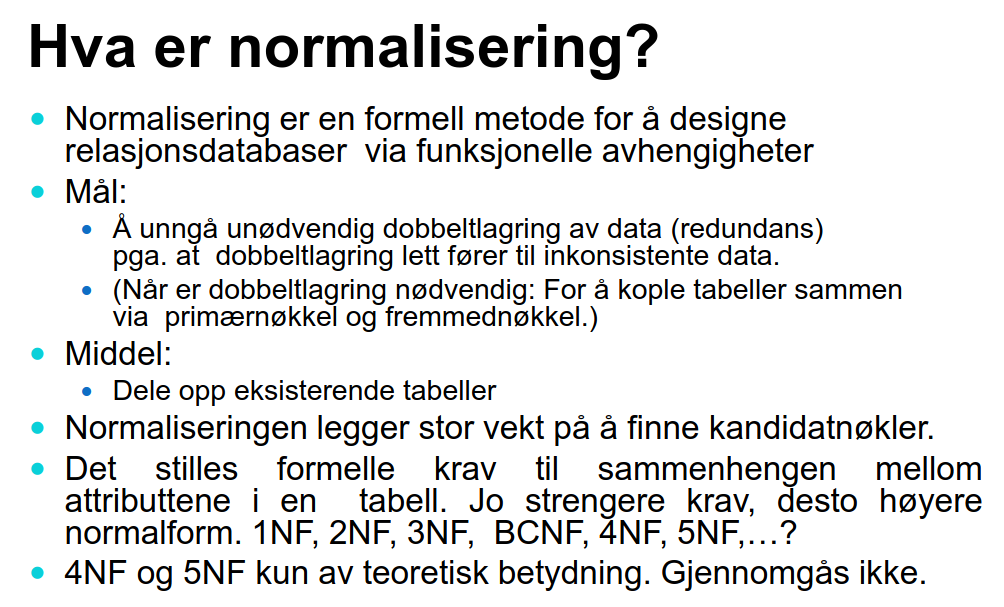 Hva er normalisering?
• Normalisering er en formell metode for å designe
relasjonsdatabaser via funksjonelle avhengigheter
• Mål:
• Å unngå unødvendig dobbeltlagring av data (redundans)
pga. at dobbeltlagring lett fører til inkonsistente data.
• (Når er dobbeltlagring nødvendig: For å kople tabeller sammen
via primærnøkkel og fremmednøkkel.)
• Middel:
• Dele opp eksisterende tabeller
• Normaliseringen legger stor vekt på å finne kandidatnøkler.
• Det stilles formelle krav til sammenhengen mellom
attributtene i en tabell. Jo strengere krav, desto høyere
normalform. 1NF, 2NF, 3NF, BCNF, 4NF, 5NF,…?
• 4NF og 5NF kun av teoretisk betydning. Gjennomgås ikke.